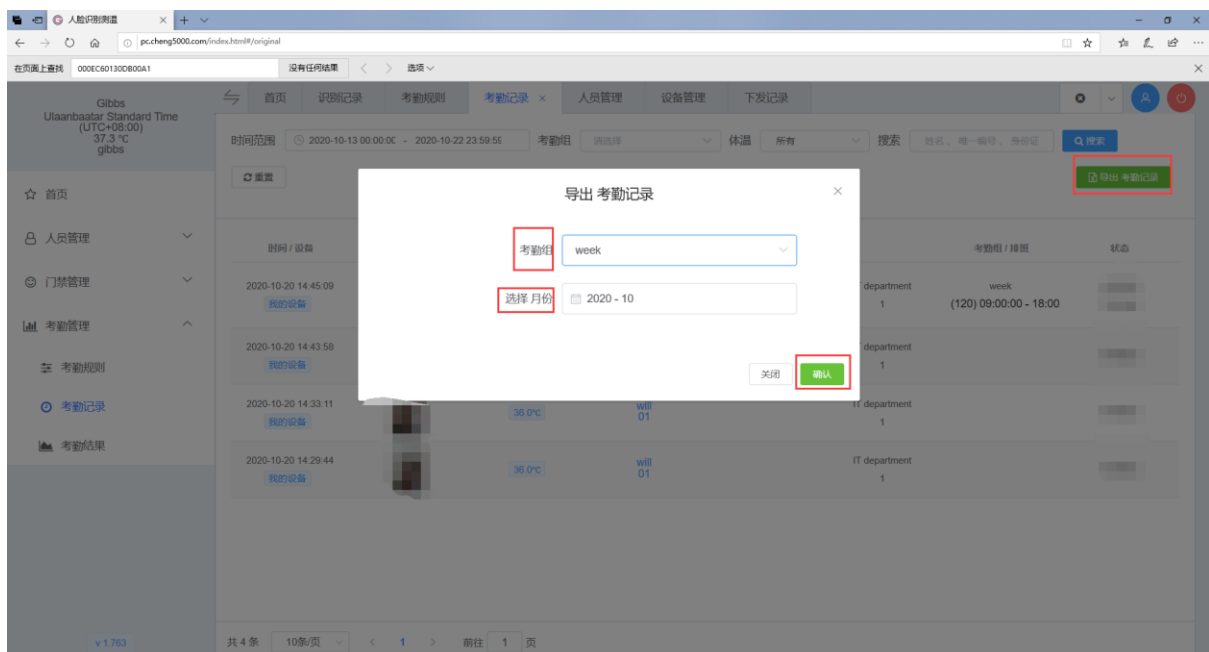 人脸识别测温
pc.cheng5000.com/index.html#/original
在页面上查找 000EC60130DB00A1 没有任何结果 选项
Gibbs
Ulaanbaatar Standard Time
(UTC+08:00)
37.3 ℃
gibbs
首页 识别记录 考勤规则 考勤记录 × 人员管理 设备管理 下发记录
时间范围 2020-10-13 00:00:0 - 2020-10-22 23:59:59 考勤组 请选择 体温 所有 搜索 姓名、唯一编号、身份证 搜索
重置 导出 考勤记录
首页
人员管理
门禁管理
考勤管理
考勤规则
考勤记录
考勤结果
导出 考勤记录
考勤组 week
选择 月份 2020 - 10
关闭 确认
时间 / 设备 考勤组 / 排班 状态
2020-10-20 14:45:09 department week
我的设备 1 (120) 09:00:00 - 18:00
2020-10-20 14:43:58 department
我的设备 1
2020-10-20 14:33:11 36.0℃ will IT department
我的设备 01 1
2020-10-20 14:29:44 36.0℃ will IT department
我的设备 01 1
v 1.763
共 4 条 10条/页 1 前往 1 页